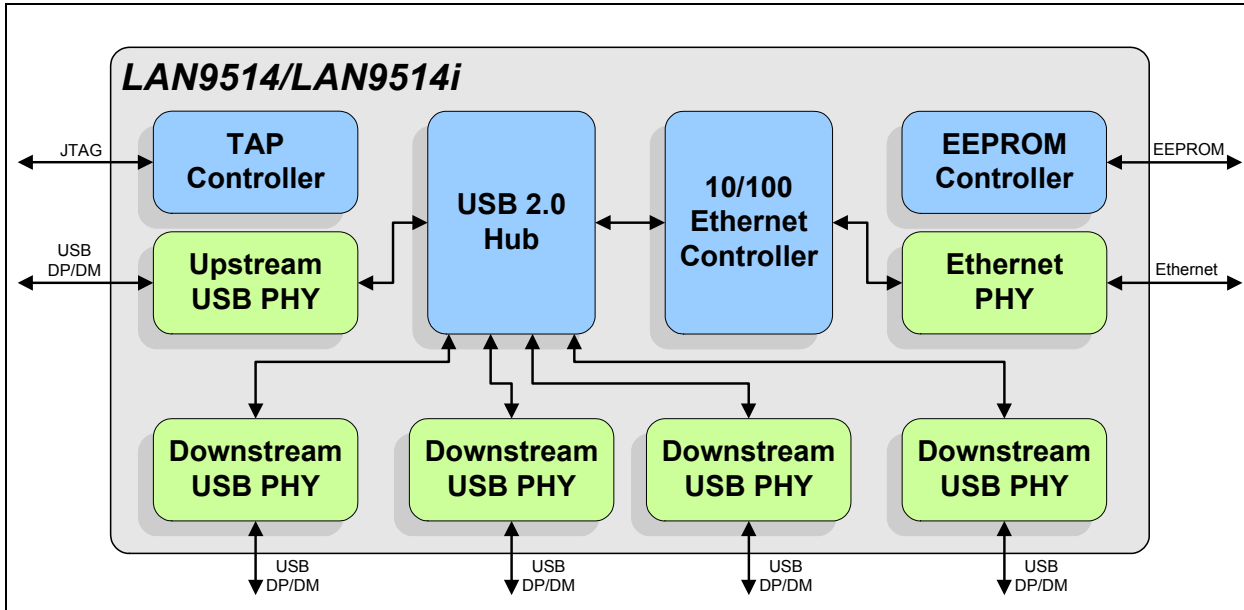 LAN9514/LAN9514i
JTAG
TAP
Controller
USB 2.0
Hub
10/100
Ethernet
Controller
EEPROM
Controller
EEPROM
USB
DP/DM
Upstream
USB PHY
Ethernet
PHY
Ethernet
Downstream
USB PHY
Downstream
USB PHY
Downstream
USB PHY
Downstream
USB PHY
USB
DP/DM
USB
DP/DM
USB
DP/DM
USB
DP/DM